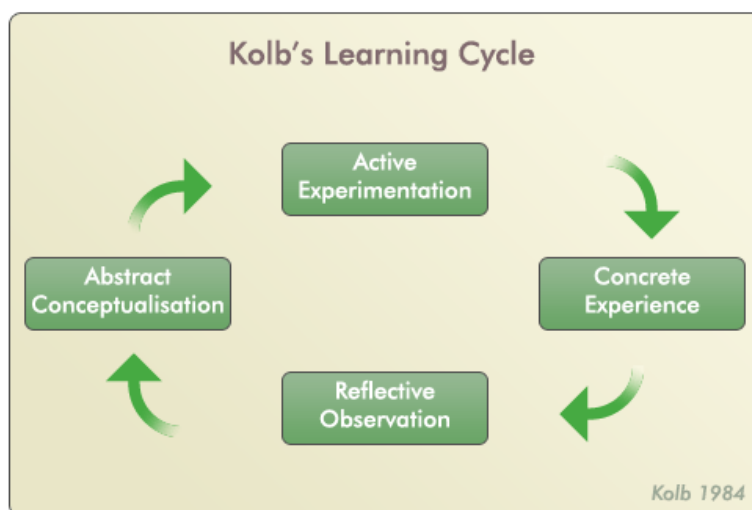 Kolb's Learning Cycle
Active
Experimentation
Abstract
Conceptualisation
Concrete
Experience
Reflective
Observation
Kolb 1984